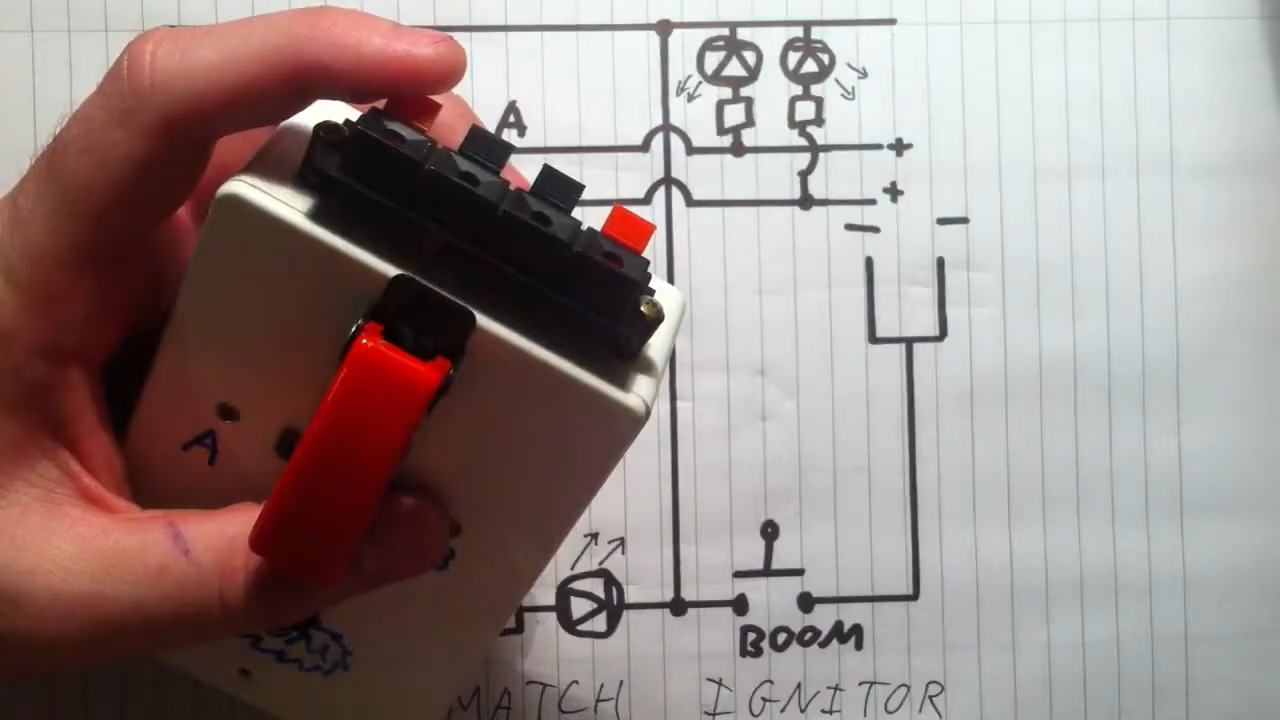 A
+
+
− −
A
BOOM
MATCH IGNITOR